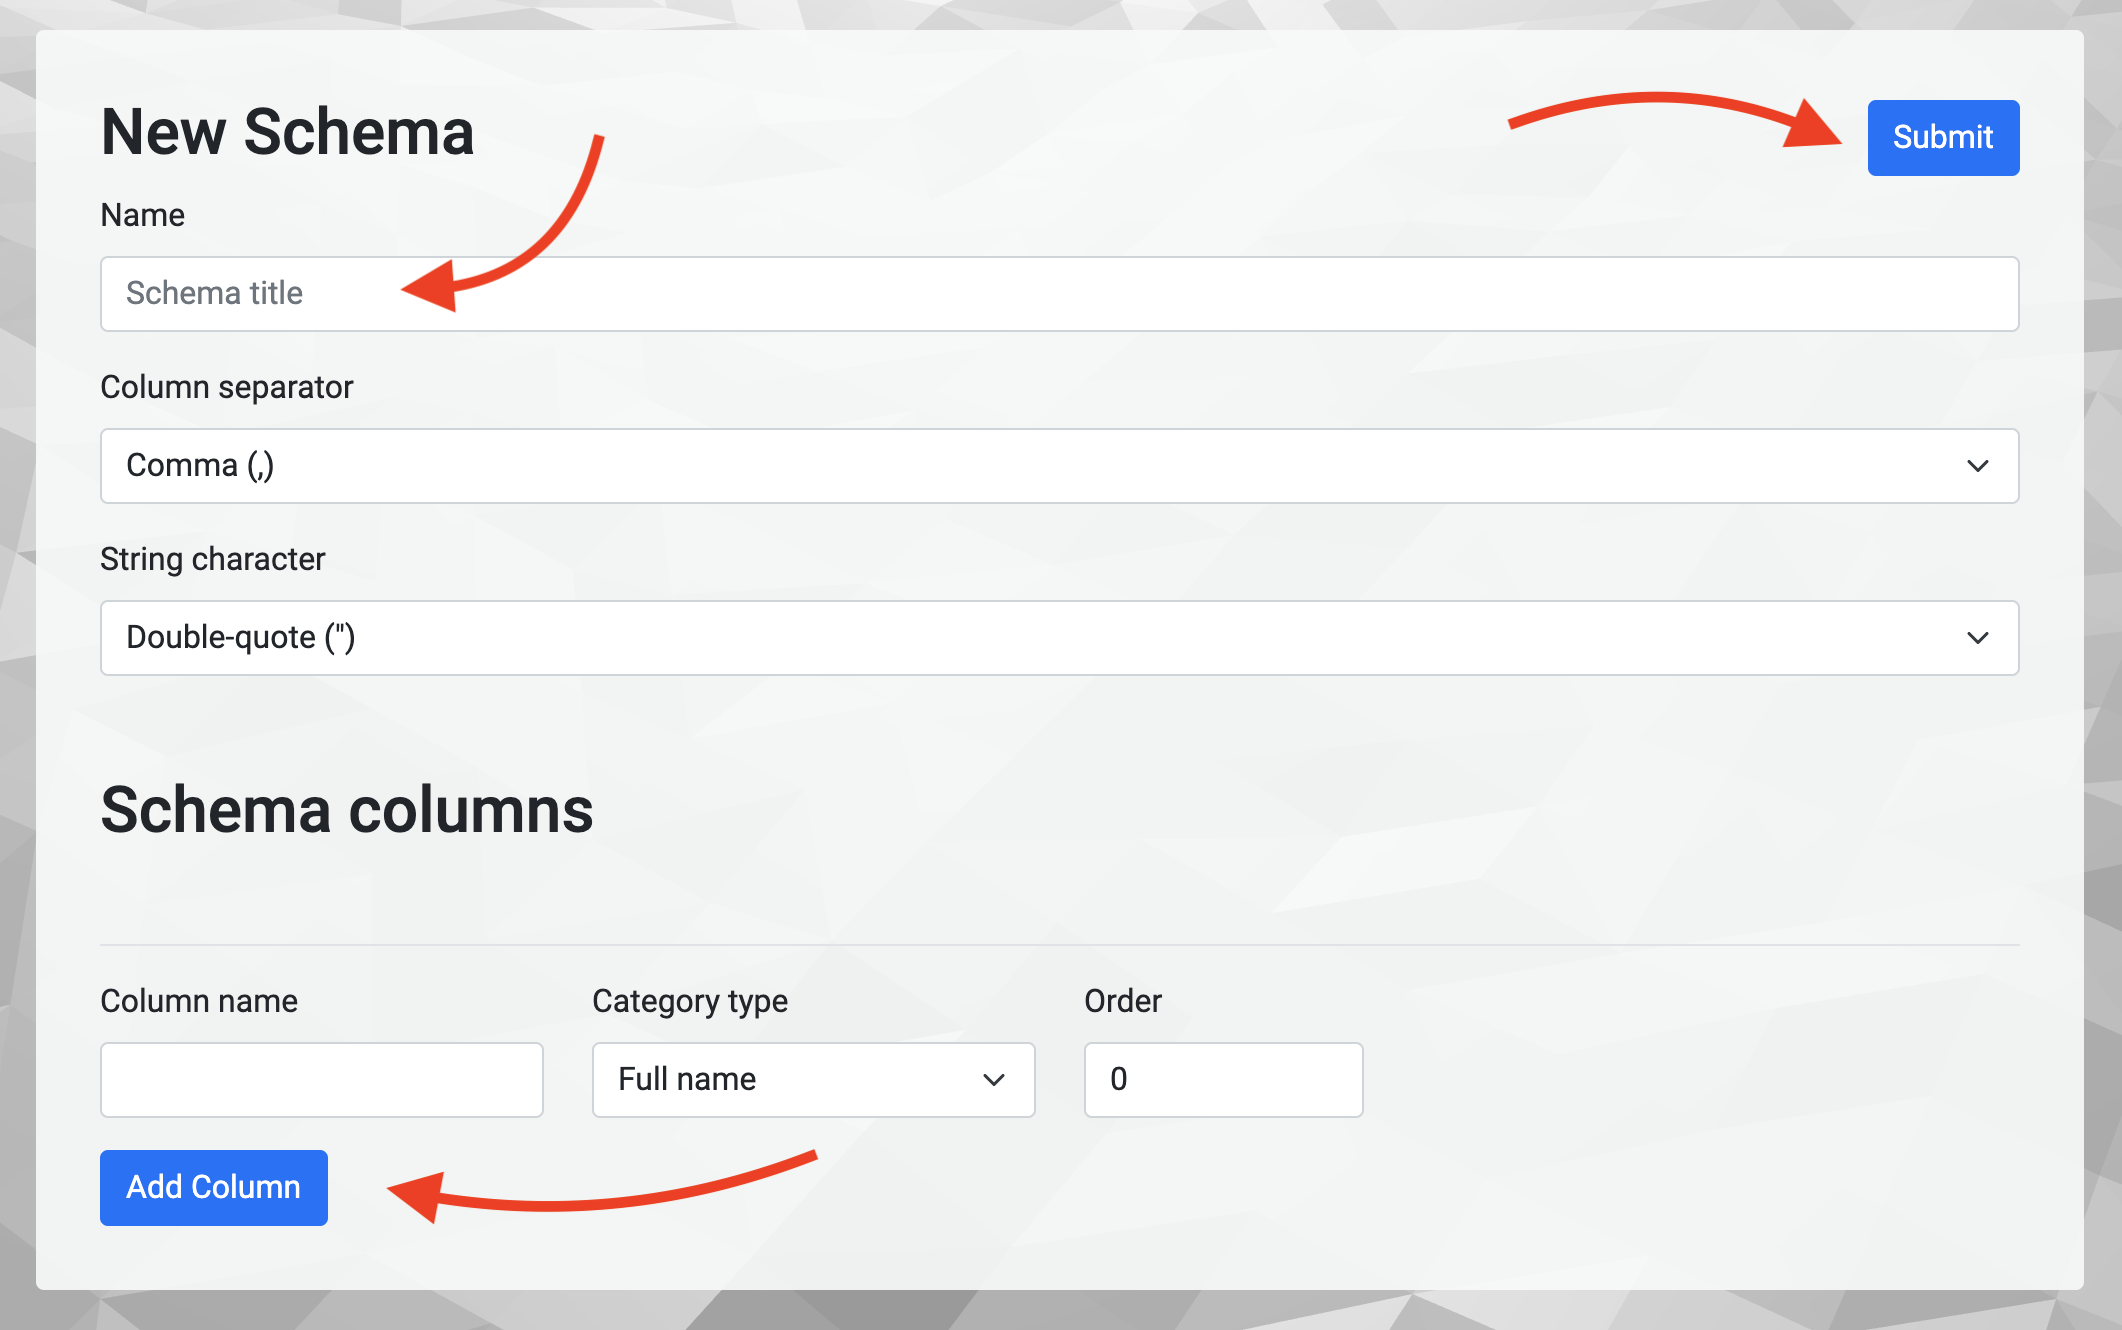 New Schema
Submit
Name
Schema title
Column separator
Comma (,)
String character
Double-quote (")
Schema columns
Column name Category type Order
Full name 0
Add Column